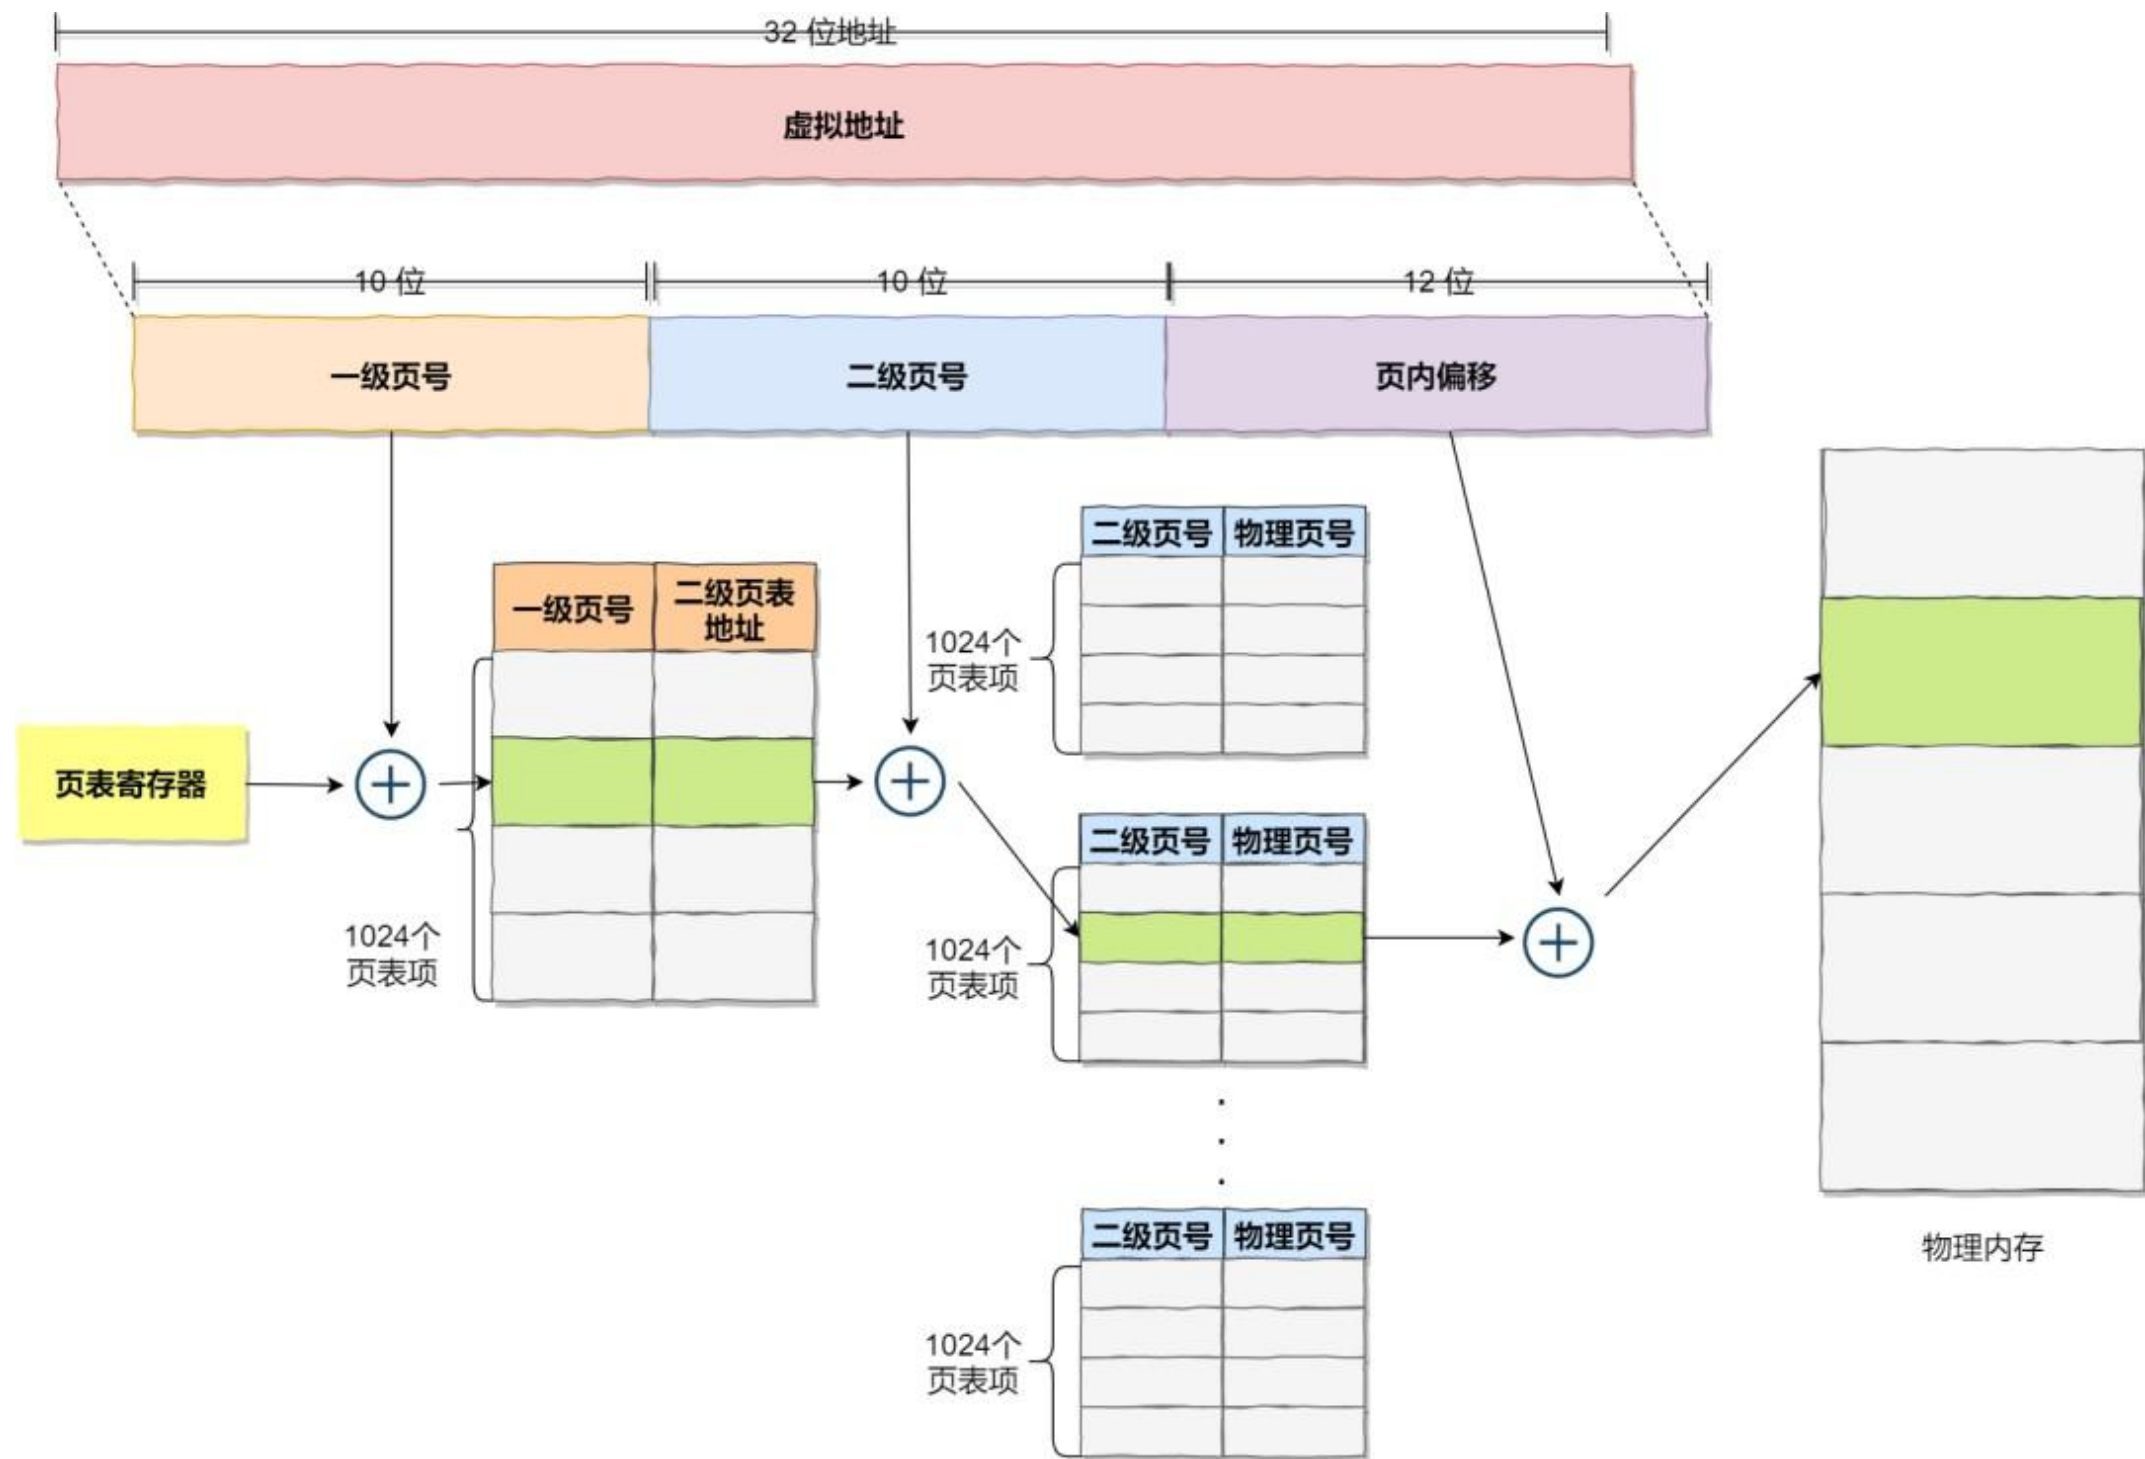 32 位地址
虚拟地址
10 位
10 位
12 位
一级页号
二级页号
页内偏移
页表寄存器
一级页号
二级页表
地址
1024个
页表项
二级页号
物理页号
1024个
页表项
二级页号
物理页号
1024个
页表项
.
.
.
二级页号
物理页号
1024个
页表项
物理内存